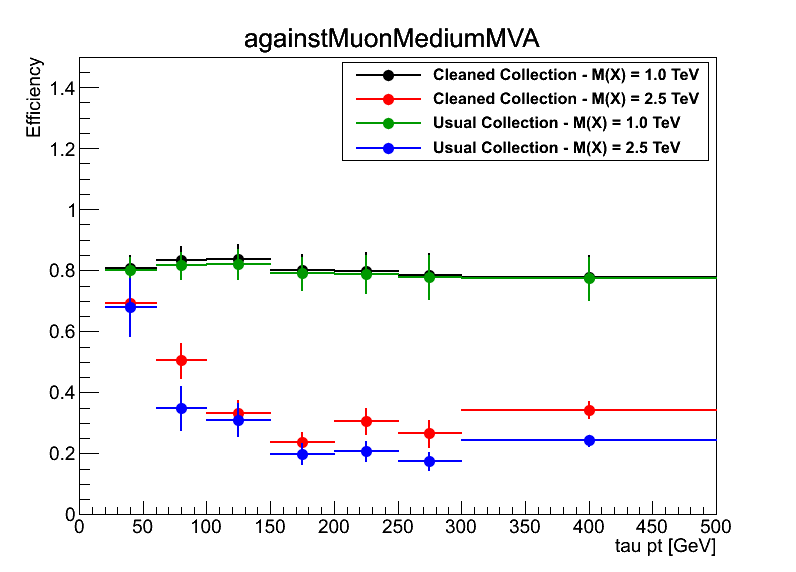 againstMuonMediumMVA
Efficiency
Cleaned Collection - M(X) = 1.0 TeV
Cleaned Collection - M(X) = 2.5 TeV
Usual Collection - M(X) = 1.0 TeV
Usual Collection - M(X) = 2.5 TeV
1.4
1.2
1
0.8
0.6
0.4
0.2
0
0 50 100 150 200 250 300 350 400 450 500
tau pt [GeV]